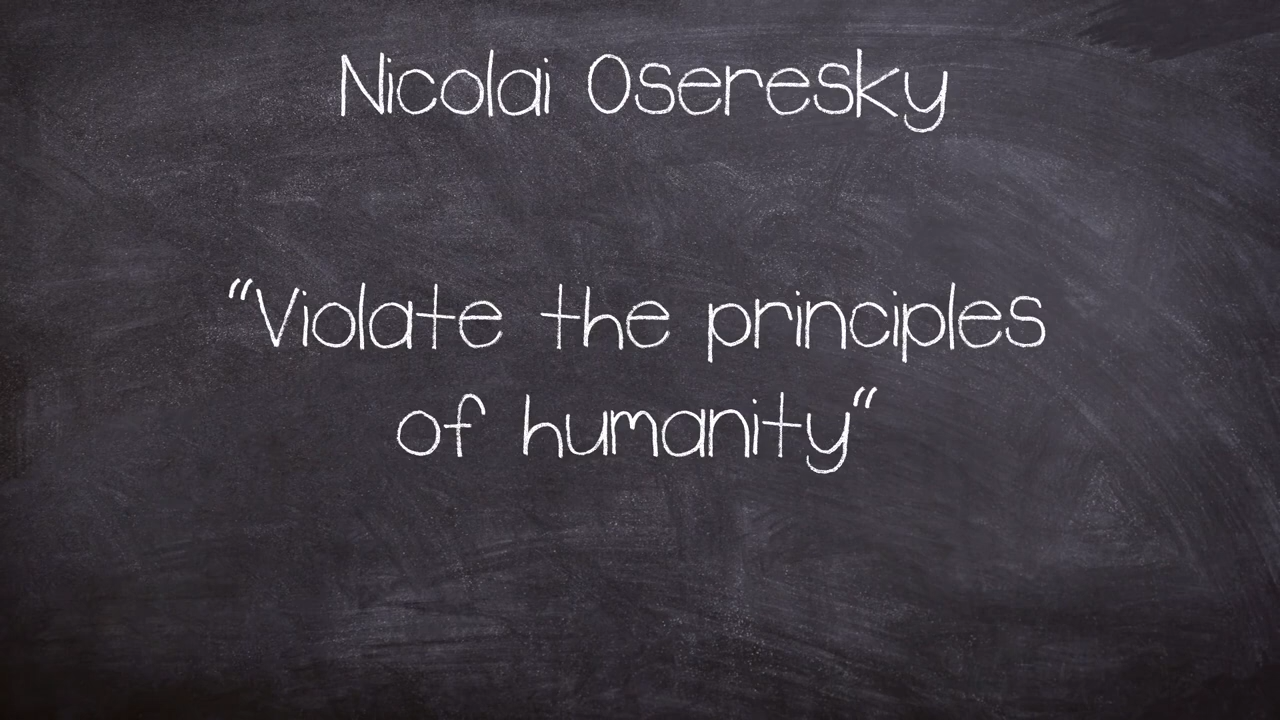 Nicolai Oseresky
“Violate the principles
of humanity“